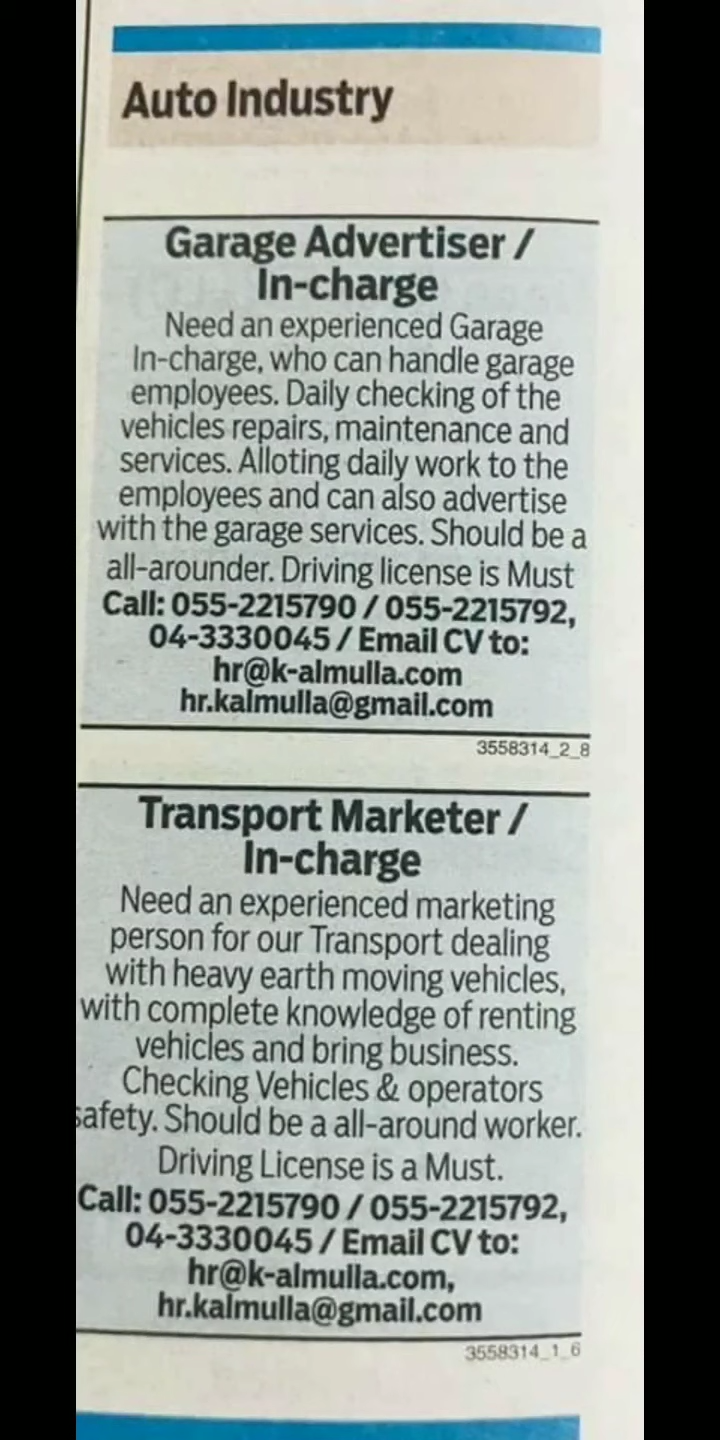 Auto Industry
Garage Advertiser /
In-charge
Need an experienced Garage
In-charge, who can handle garage
employees. Daily checking of the
vehicles repairs, maintenance and
services. Alloting daily work to the
employees and can also advertise
with the garage services. Should be a
all-arounder. Driving license is Must
Call: 055-2215790 / 055-2215792,
04-3330045 / Email CV to:
hr@k-almulla.com
hr.kalmulla@gmail.com
3558314_2_8
Transport Marketer /
In-charge
Need an experienced marketing
person for our Transport dealing
with heavy earth moving vehicles,
with complete knowledge of renting
vehicles and bring business.
Checking Vehicles & operators
safety. Should be a all-around worker.
Driving License is a Must.
Call: 055-2215790 / 055-2215792,
04-3330045 / Email CV to:
hr@k-almulla.com,
hr.kalmulla@gmail.com
3558314_1_6